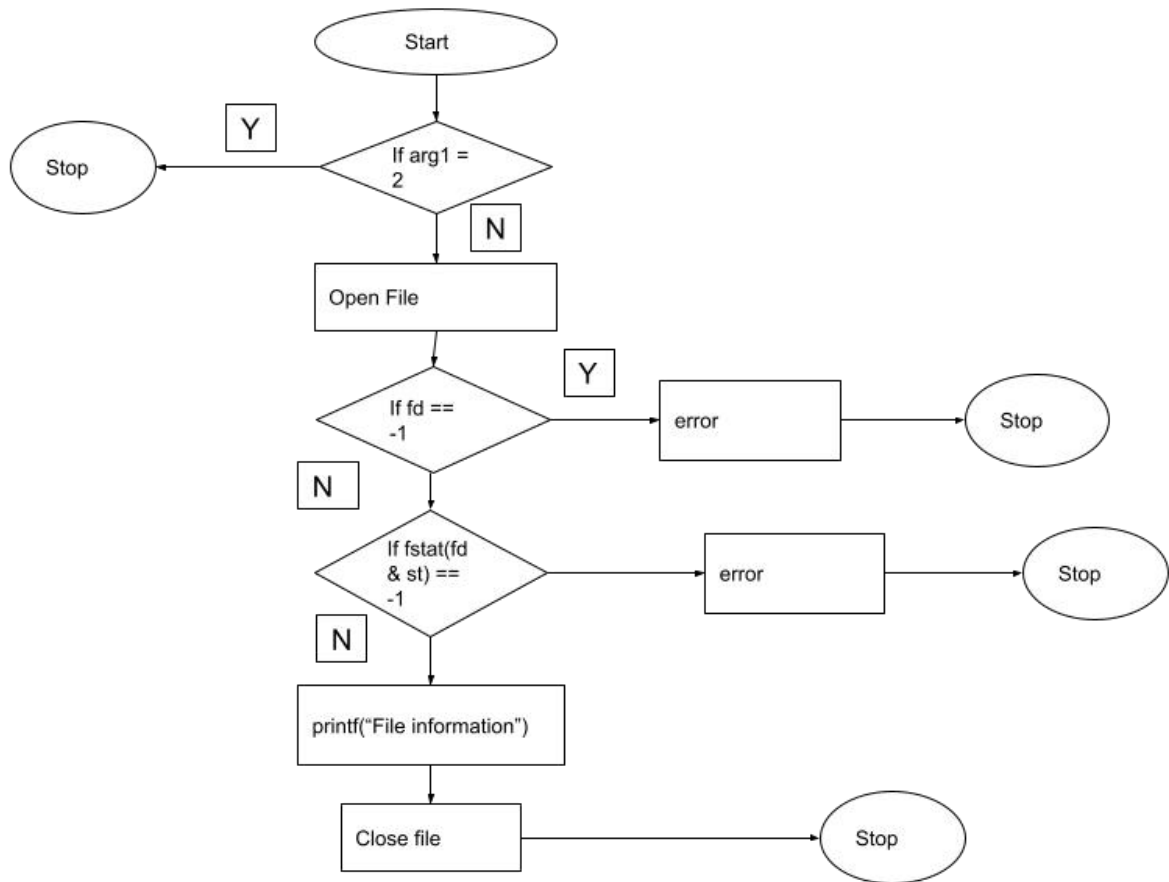 Start
Y
Stop
If arg1 =
2
N
Open File
Y
If fd ==
-1
error
Stop
N
If fstat(fd
& st) ==
-1
error
Stop
N
printf(“File information”)
Close file
Stop